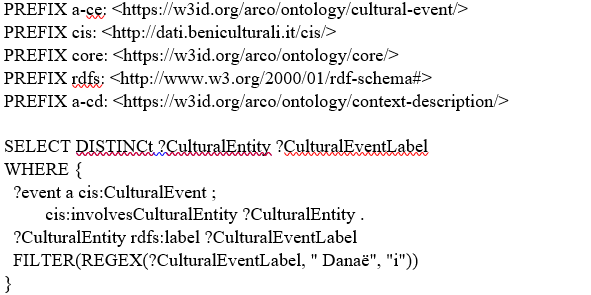 PREFIX a-ce: <https://w3id.org/arco/ontology/cultural-event/>
PREFIX cis: <http://dati.beniculturali.it/cis/>
PREFIX core: <https://w3id.org/arco/ontology/core/>
PREFIX rdfs: <http://www.w3.org/2000/01/rdf-schema#>
PREFIX a-cd: <https://w3id.org/arco/ontology/context-description/>

SELECT DISTINCt ?CulturalEntity ?CulturalEventLabel
WHERE {
  ?event a cis:CulturalEvent ;
        cis:involvesCulturalEntity ?CulturalEntity .
  ?CulturalEntity rdfs:label ?CulturalEventLabel
  FILTER(REGEX(?CulturalEventLabel, " Danaë", "i"))
}